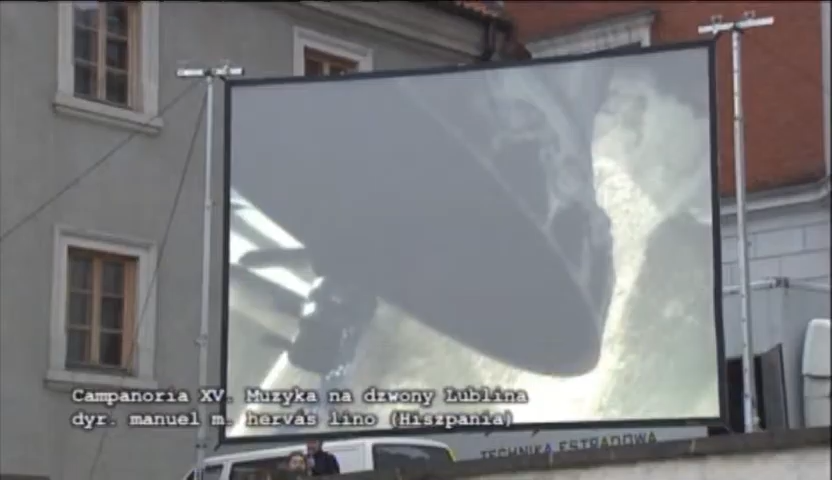 Campanoria XV. Muzyka na dzwony Lublina
dyr. manuel m. hervás lino (Hiszpania)
TECHNIKA ESTRADOWA